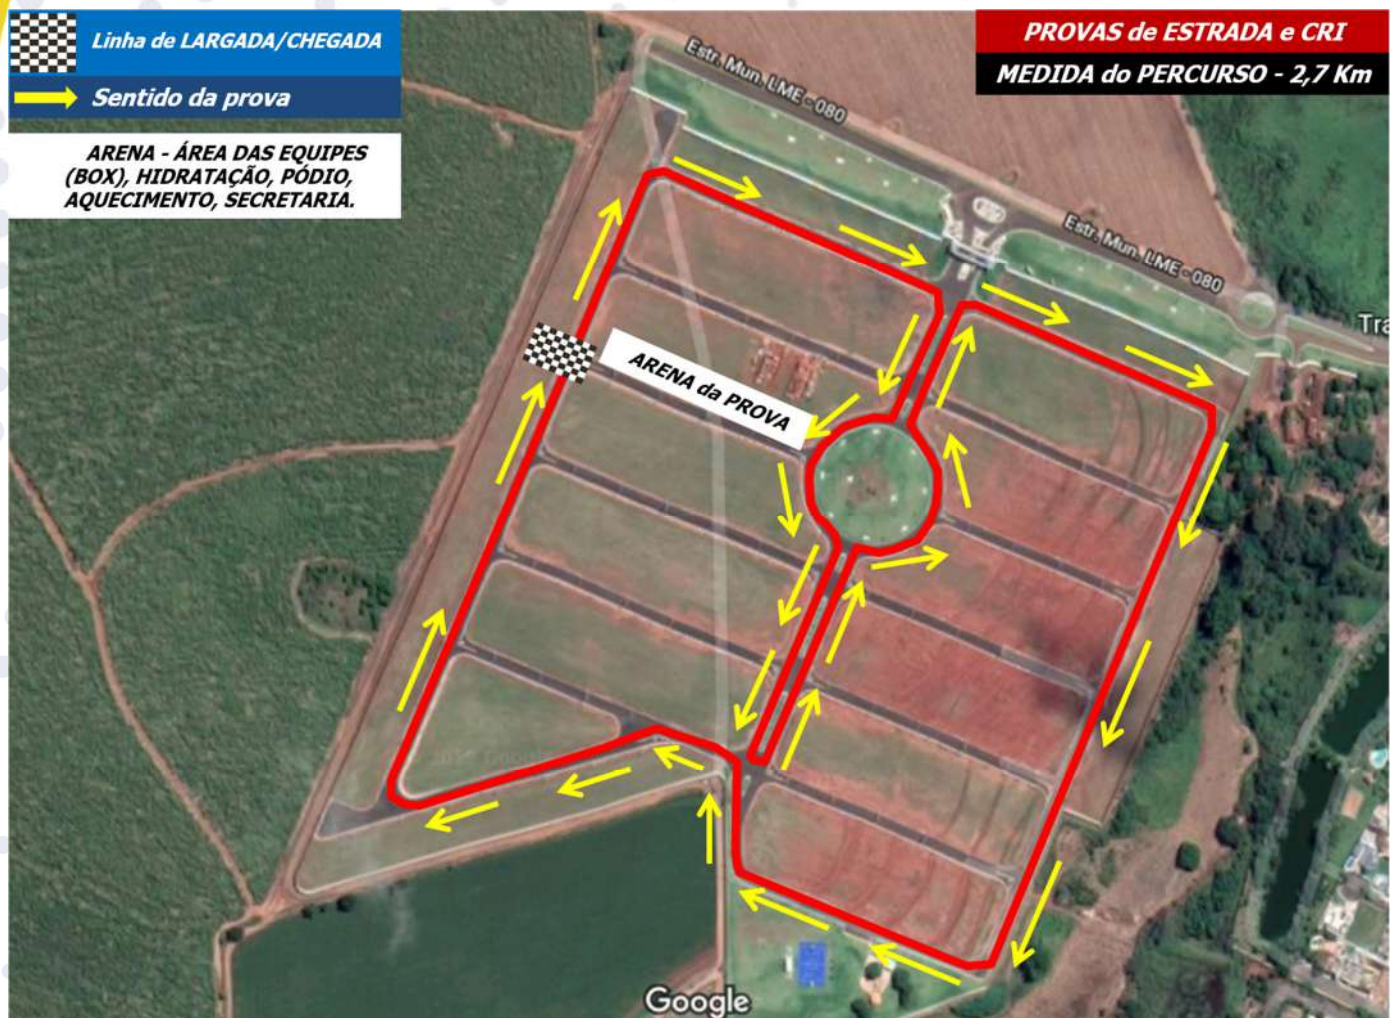 Linha de LARGADA/CHEGADA
Sentido da prova
ARENA - ÁREA DAS EQUIPES
(BOX), HIDRATAÇÃO, PÓDIO,
AQUECIMENTO, SECRETARIA.
PROVAS de ESTRADA e CRI
MEDIDA do PERCURSO - 2,7 Km
Estr. Mun. LME - 080
Estr. Mun. LME - 080
Tra
ARENA da PROVA
Google